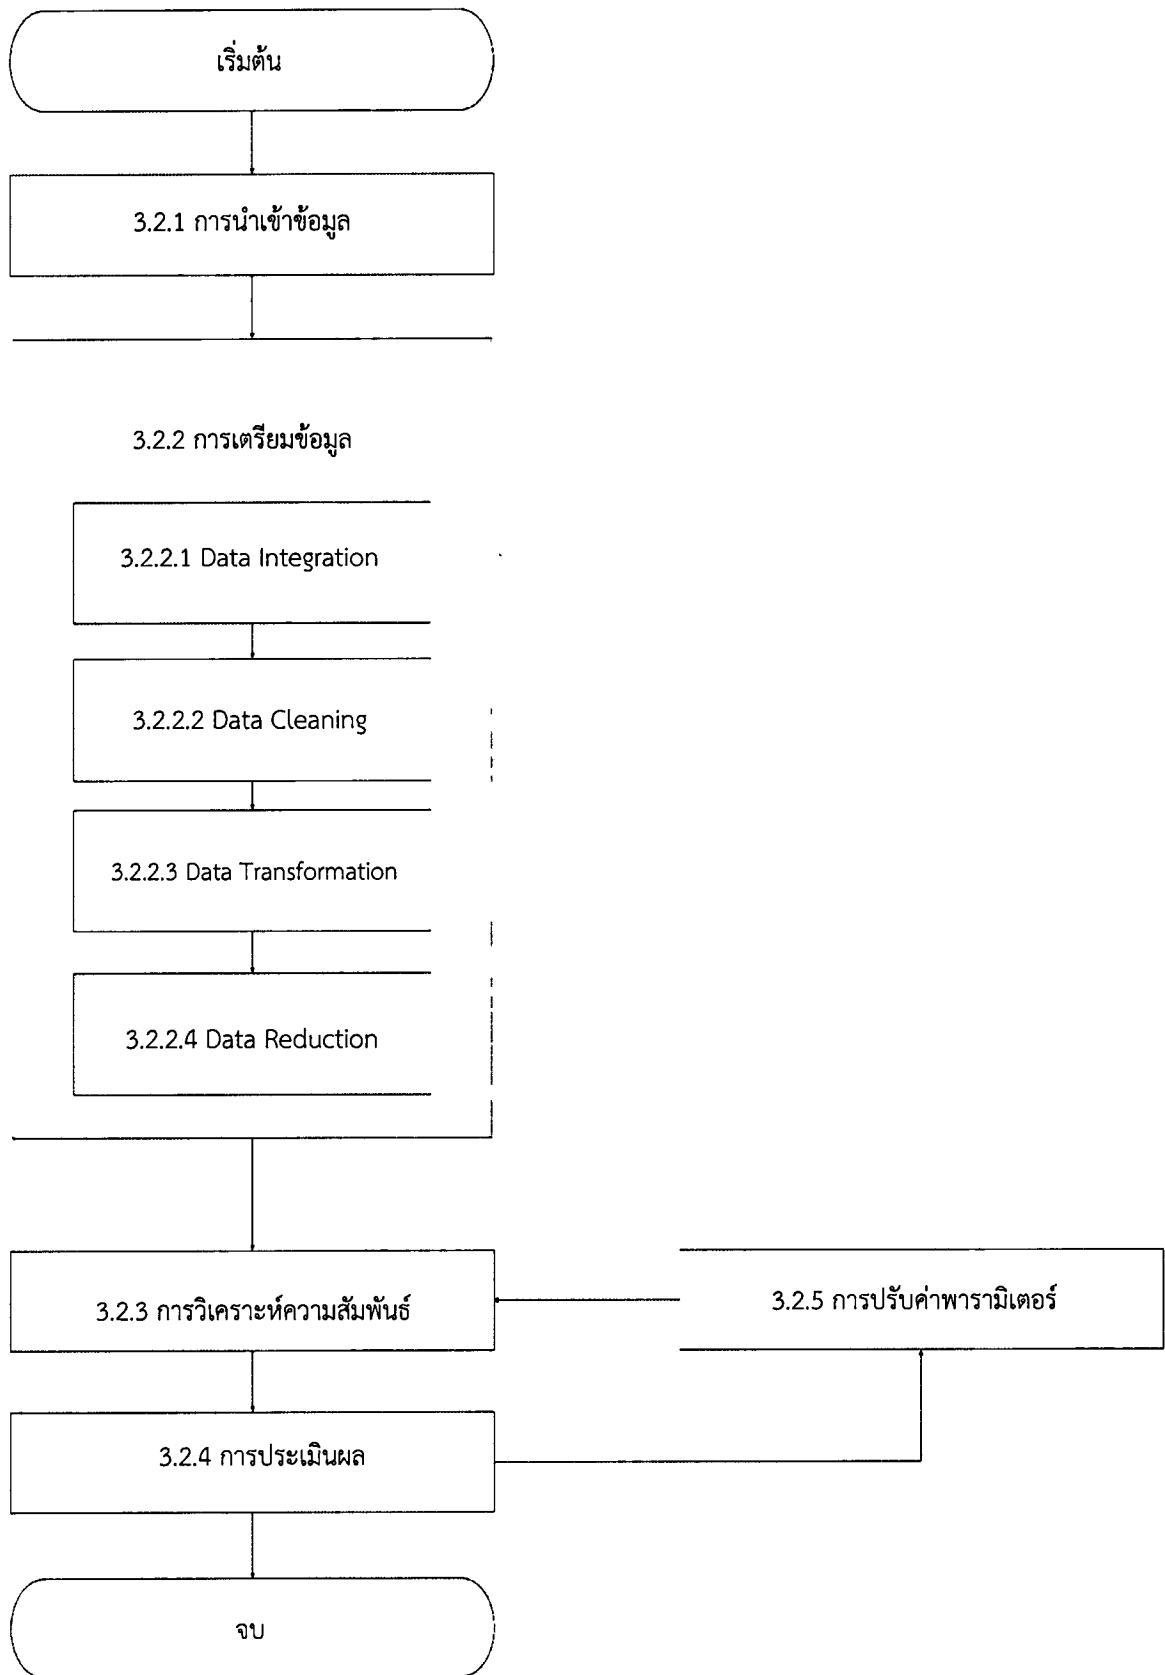 เริ่มต้น
3.2.1 การนำเข้าข้อมูล
3.2.2 การเตรียมข้อมูล
3.2.2.1 Data Integration
3.2.2.2 Data Cleaning
3.2.2.3 Data Transformation
3.2.2.4 Data Reduction
3.2.3 การวิเคราะห์ความสัมพันธ์
3.2.5 การปรับค่าพารามิเตอร์
3.2.4 การประเมินผล
จบ